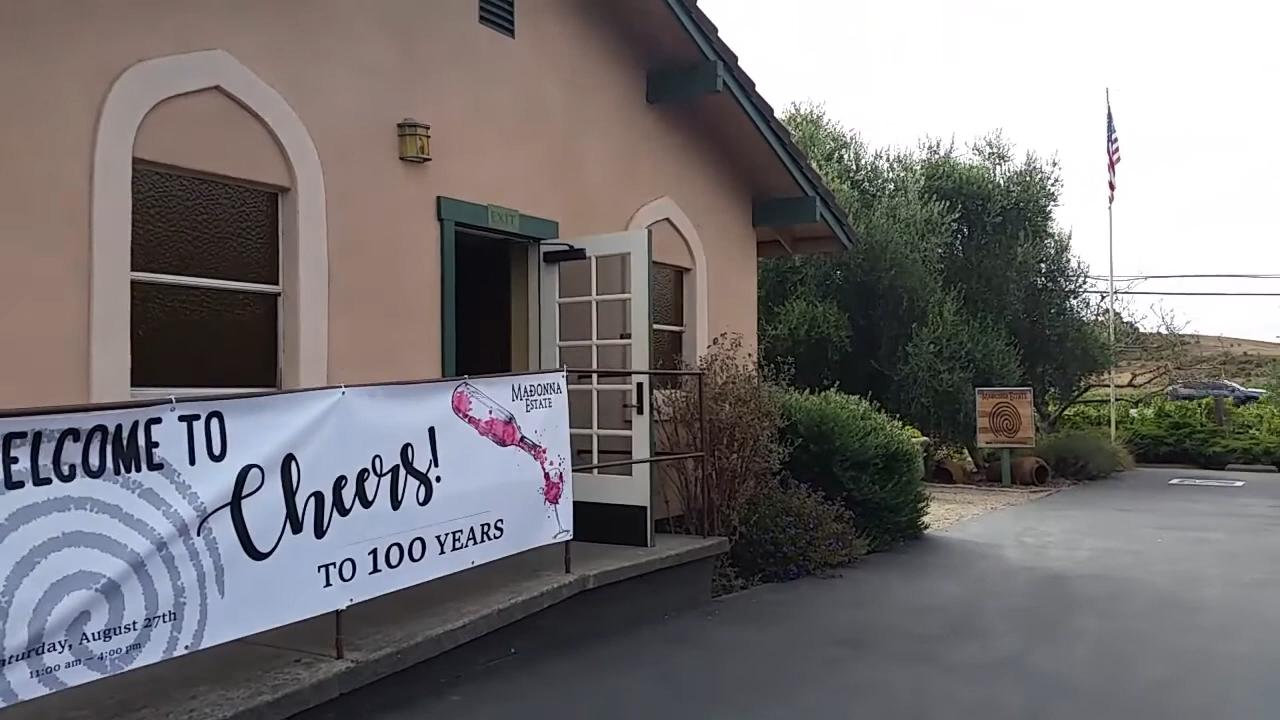 EXIT
ELCOME TO
Cheers!
TO 100 YEARS
MADONNA
ESTATE
aturday, August 27th
11:00 am – 4:00 pm
MADONNA ESTATE